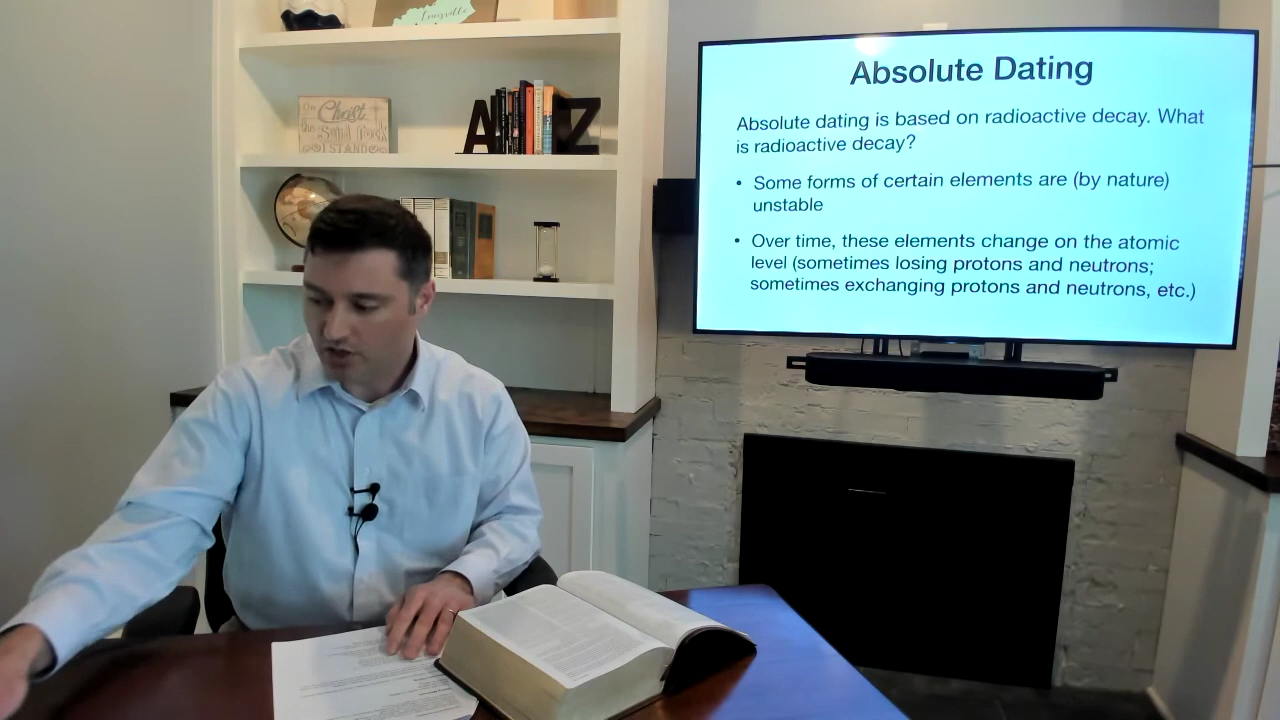 Louisville
On
Christ
the Solid Rock
I STAND
A Z
Absolute Dating
Absolute dating is based on radioactive decay. What
is radioactive decay?
• Some forms of certain elements are (by nature)
unstable
• Over time, these elements change on the atomic
level (sometimes losing protons and neutrons;
sometimes exchanging protons and neutrons, etc.)